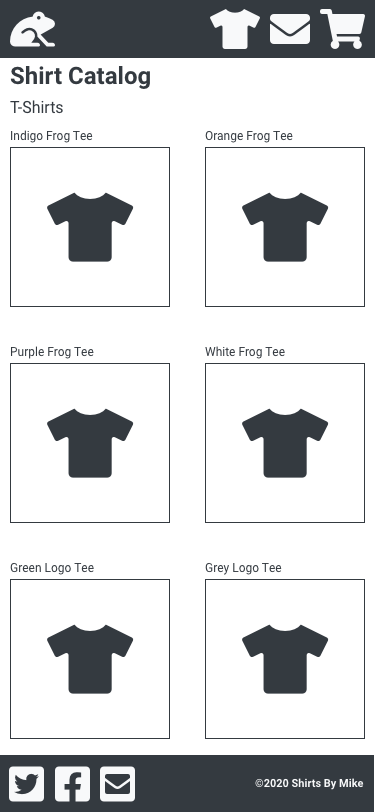 Shirt Catalog
T-Shirts
Indigo Frog Tee
Orange Frog Tee
Purple Frog Tee
White Frog Tee
Green Logo Tee
Grey Logo Tee
©2020 Shirts By Mike